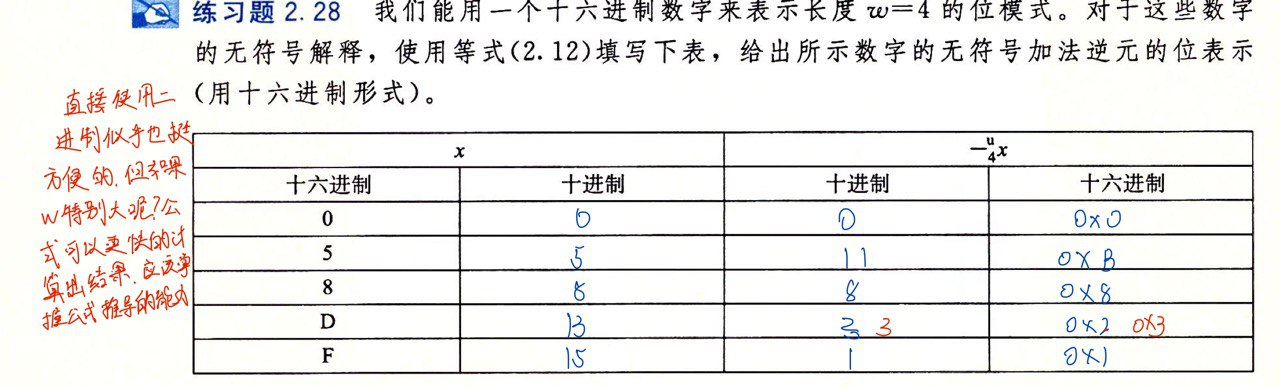 练习题 2.28 我们能用一个十六进制数字来表示长度 w=4 的位模式。对于这些数字
的无符号解释，使用等式(2.12)填写下表，给出所示数字的无符号加法逆元的位表示
(用十六进制形式)。
直接使用二
进制似乎也挺
方便的，但如果
w特别大呢？公
式可以更快的计
算出结果，应该掌
握公式推导的能力
x -ᵘ₄x
十六进制 十进制 十进制 十六进制
0 0 0 0x0
5 5 11 0xB
8 8 8 0x8
D 13 3 0x2 0x3
F 15 1 0x1